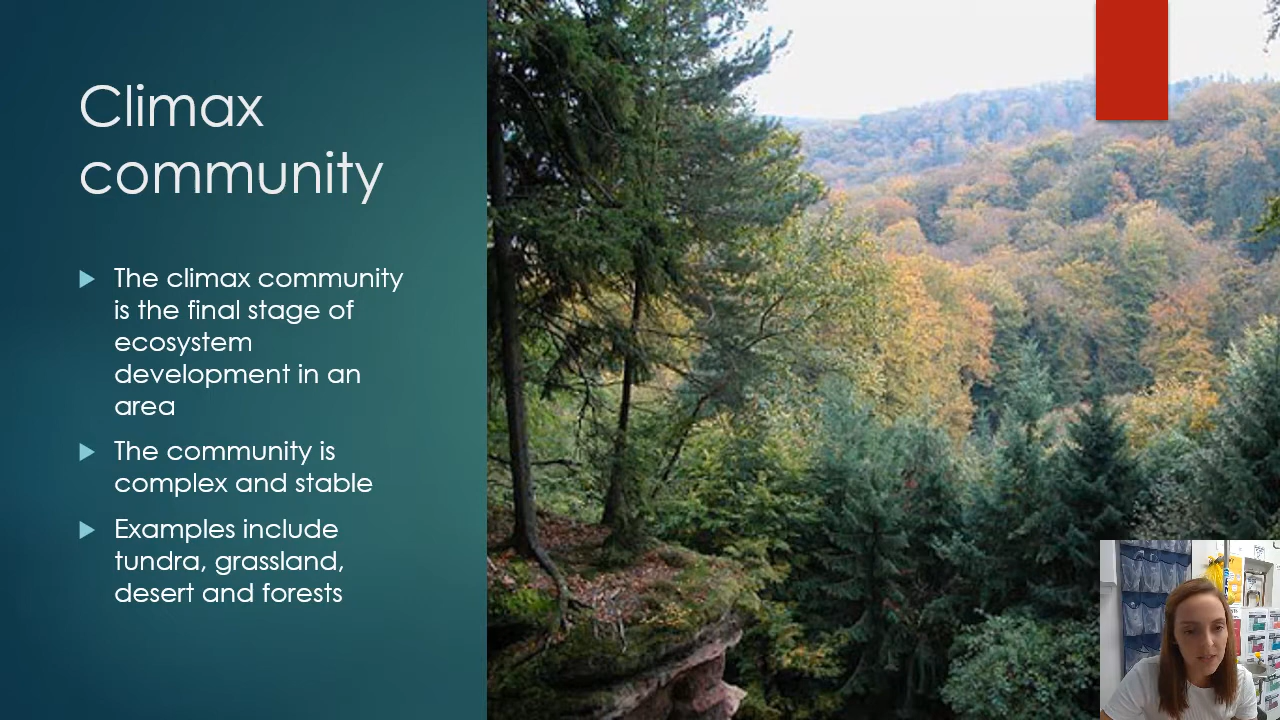 Climax
community
The climax community
is the final stage of
ecosystem
development in an
area
The community is
complex and stable
Examples include
tundra, grassland,
desert and forests